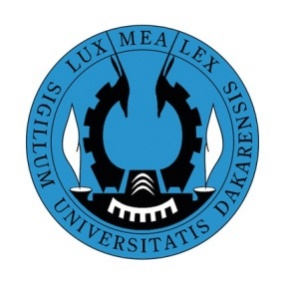 LUX MEA LEX
SIGILLUM UNIVERSITATIS DAKARENSIS